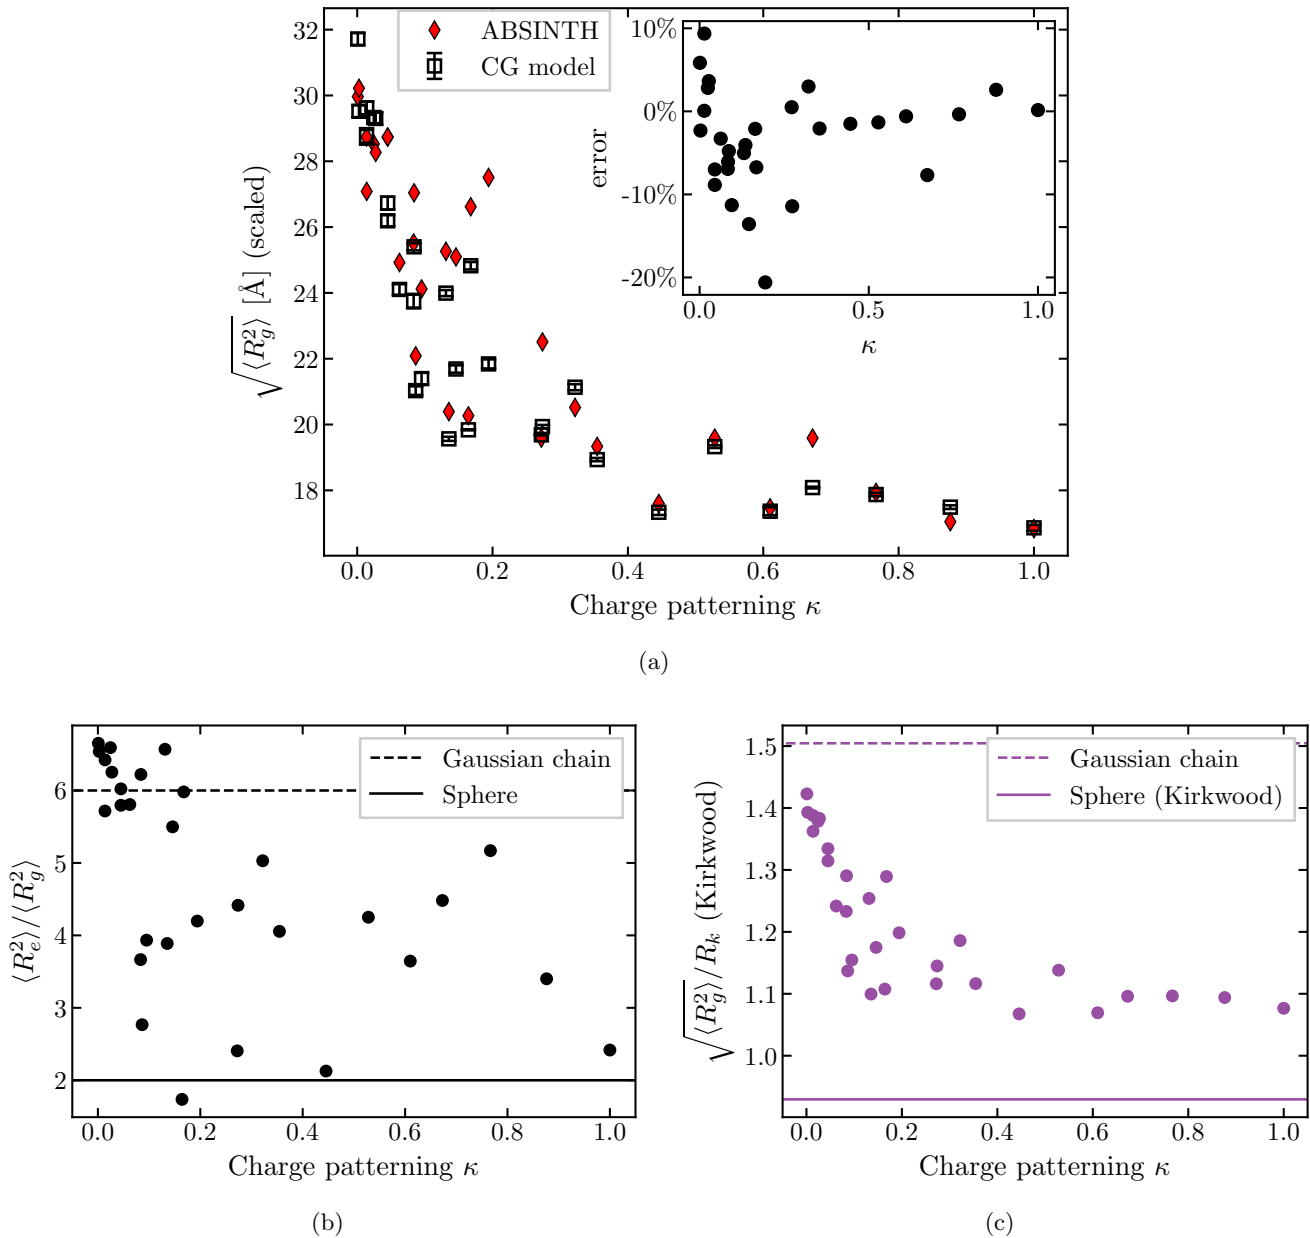 32
30
28
26
24
22
20
18
√⟨R_g^2⟩ [Å] (scaled)
ABSINTH
CG model
10%
0%
-10%
-20%
error
0.0 0.5 1.0
κ
0.0 0.2 0.4 0.6 0.8 1.0
Charge patterning κ
(a)
6
5
4
3
2
⟨R_e^2⟩/⟨R_g^2⟩
Gaussian chain
Sphere
0.0 0.2 0.4 0.6 0.8 1.0
Charge patterning κ
(b)
1.5
1.4
1.3
1.2
1.1
1.0
√⟨R_g^2⟩/R_k (Kirkwood)
Gaussian chain
Sphere (Kirkwood)
0.0 0.2 0.4 0.6 0.8 1.0
Charge patterning κ
(c)